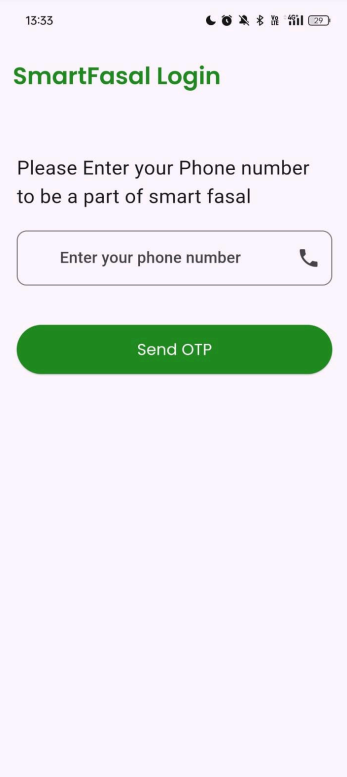 13:33
29
SmartFasal Login
Please Enter your Phone number
to be a part of smart fasal
Enter your phone number
Send OTP